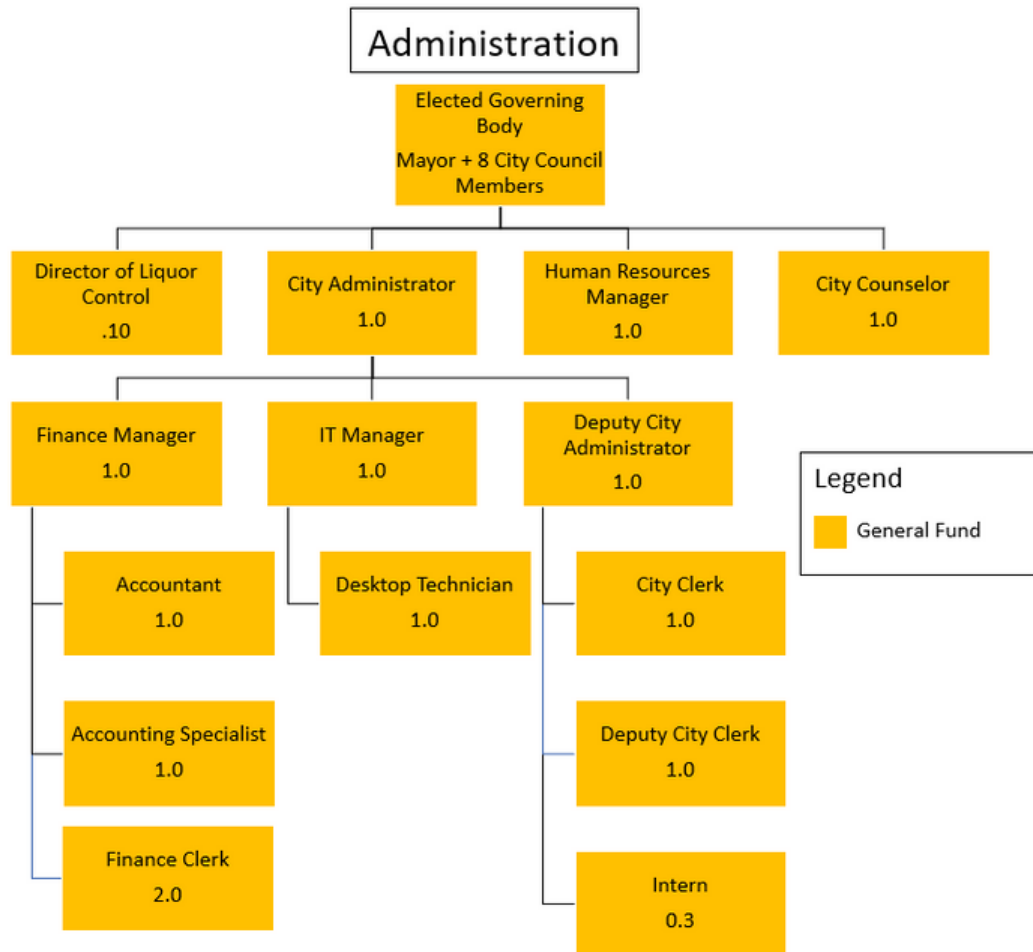 Administration
Elected Governing
Body
Mayor + 8 City Council
Members
Director of Liquor
Control
.10
City Administrator
1.0
Human Resources
Manager
1.0
City Counselor
1.0
Finance Manager
1.0
IT Manager
1.0
Deputy City
Administrator
1.0
Legend
General Fund
Accountant
1.0
Desktop Technician
1.0
City Clerk
1.0
Accounting Specialist
1.0
Deputy City Clerk
1.0
Finance Clerk
2.0
Intern
0.3